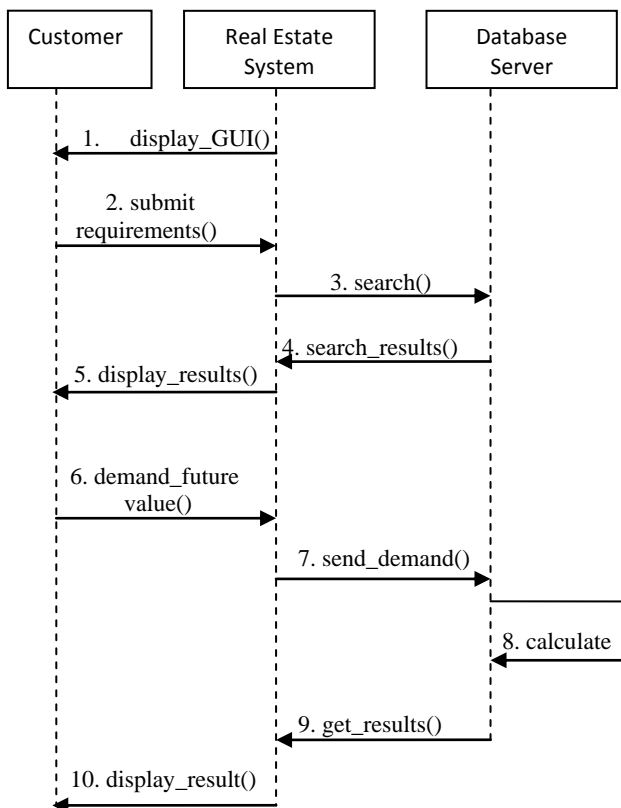 Customer
Real Estate
System
Database
Server
1. display_GUI()
2. submit
requirements()
3. search()
4. search_results()
5. display_results()
6. demand_future
value()
7. send_demand()
8. calculate
9. get_results()
10. display_result()